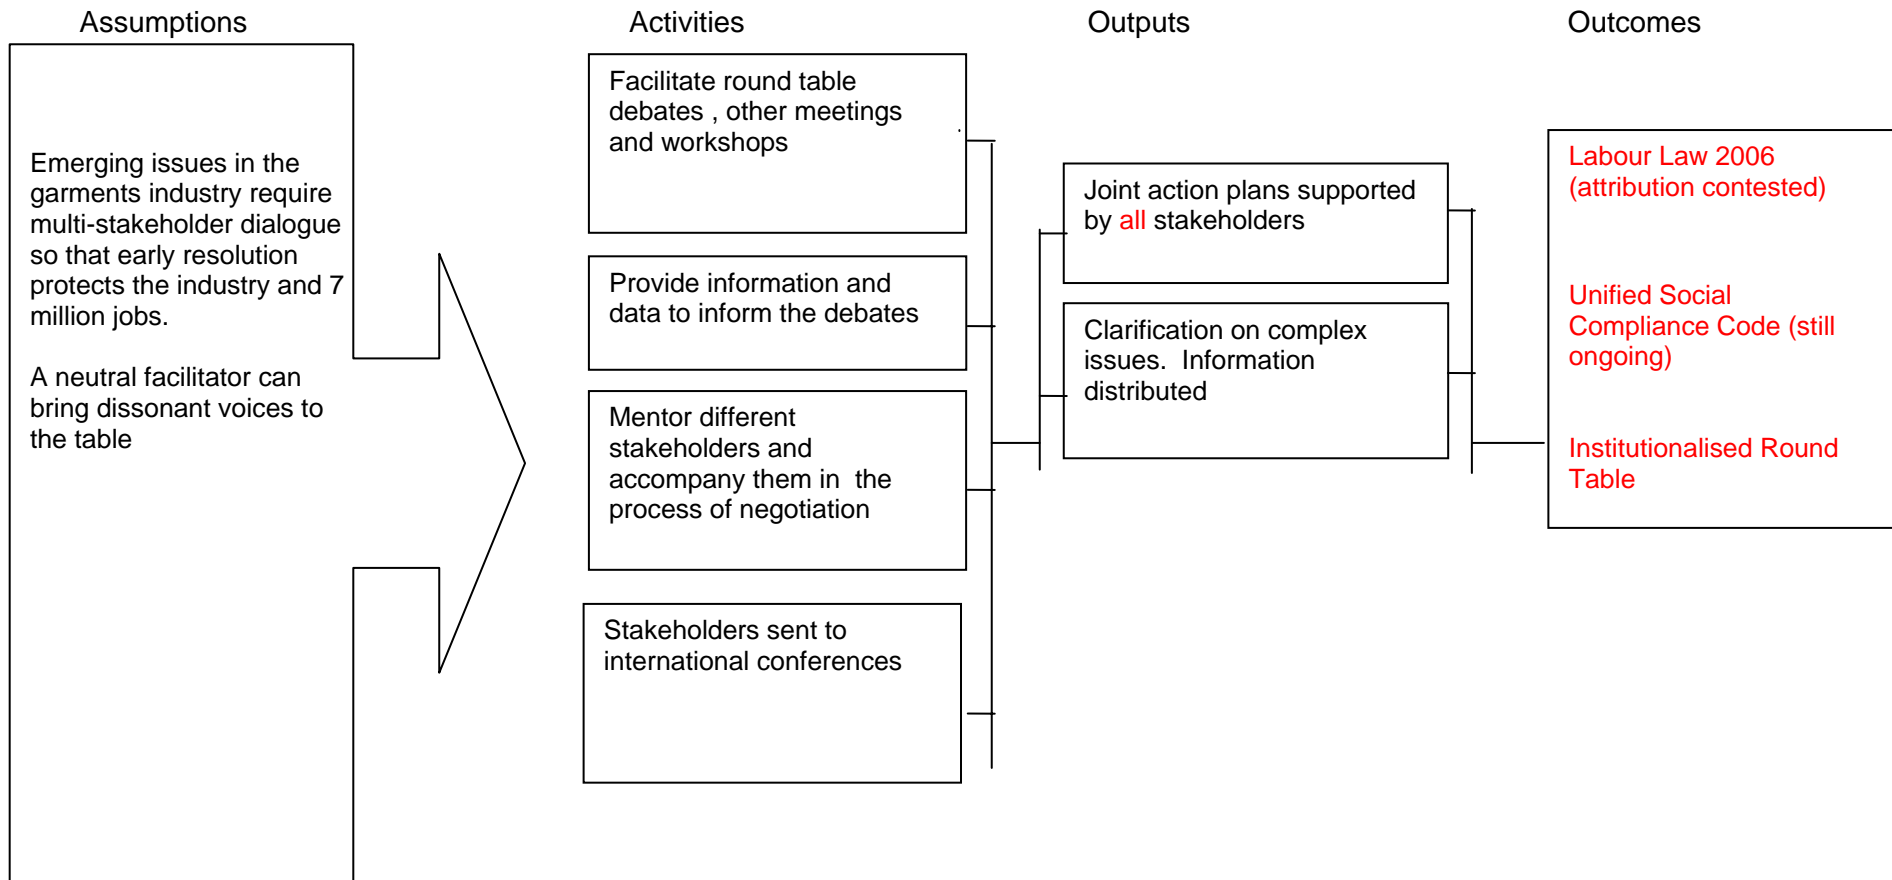 Assumptions
Activities
Outputs
Outcomes
Emerging issues in the
garments industry require
multi-stakeholder dialogue
so that early resolution
protects the industry and 7
million jobs.
A neutral facilitator can
bring dissonant voices to
the table
Facilitate round table
debates , other meetings
and workshops
Provide information and
data to inform the debates
Mentor different
stakeholders and
accompany them in the
process of negotiation
Stakeholders sent to
international conferences
Joint action plans supported
by all stakeholders
Clarification on complex
issues. Information
distributed
Labour Law 2006
(attribution contested)
Unified Social
Compliance Code (still
ongoing)
Institutionalised Round
Table